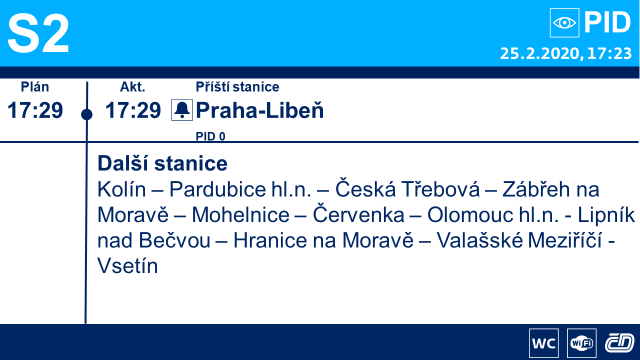 S2
PID
25.2.2020, 17:23
Plán
Akt.
Příští stanice
17:29
17:29
Praha-Libeň
PID 0
Další stanice
Kolín – Pardubice hl.n. – Česká Třebová – Zábřeh na
Moravě – Mohelnice – Červenka – Olomouc hl.n. - Lipník
nad Bečvou – Hranice na Moravě – Valašské Meziříčí -
Vsetín
WC
WiFi
ČD